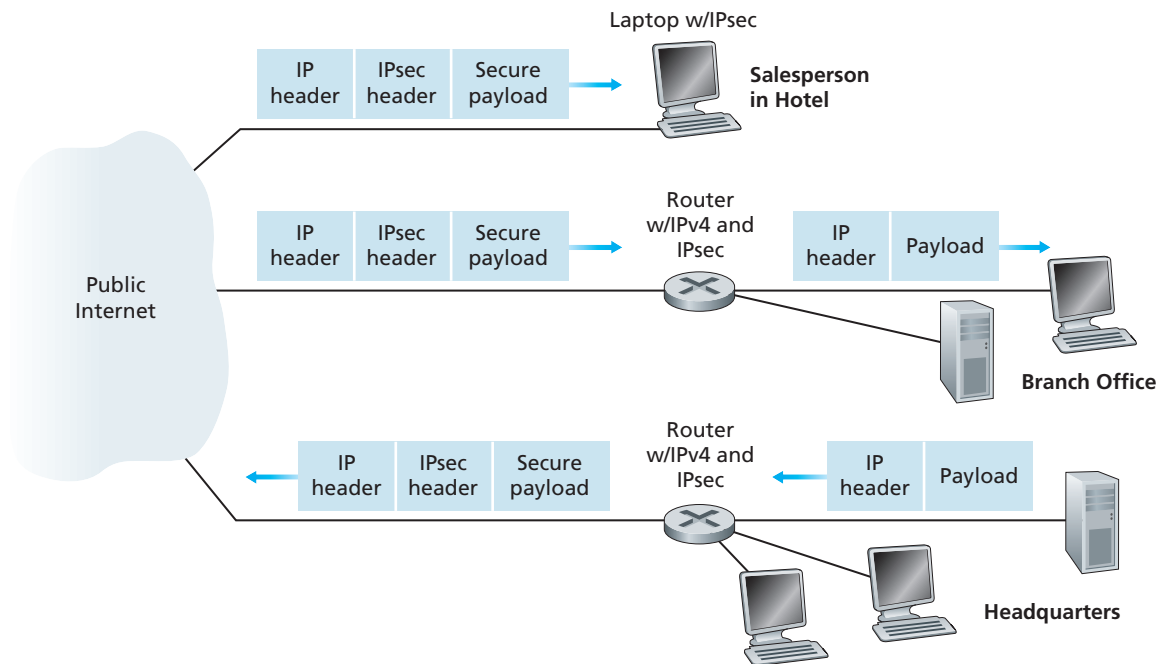 Laptop w/IPsec
IP
header
IPsec
header
Secure
payload
Salesperson
in Hotel
Public
Internet
IP
header
IPsec
header
Secure
payload
Router
w/IPv4 and
IPsec
IP
header
Payload
Branch Office
IP
header
IPsec
header
Secure
payload
Router
w/IPv4 and
IPsec
IP
header
Payload
Headquarters